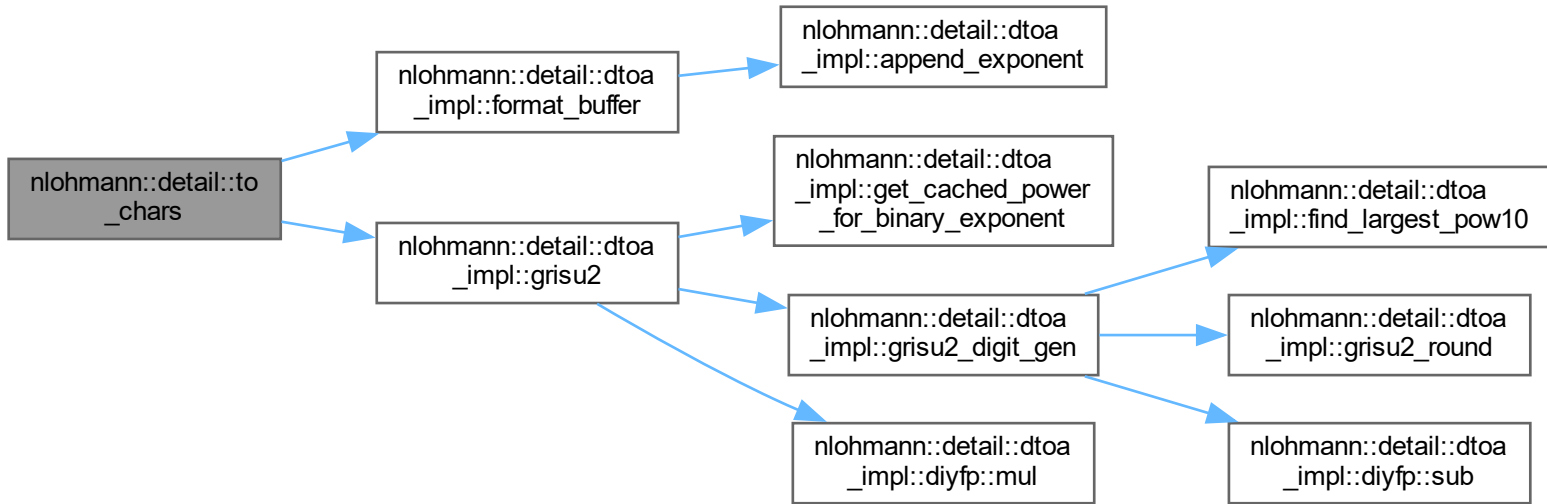 nlohmann::detail::to
_chars
nlohmann::detail::dtoa
_impl::format_buffer
nlohmann::detail::dtoa
_impl::append_exponent
nlohmann::detail::dtoa
_impl::grisu2
nlohmann::detail::dtoa
_impl::get_cached_power
_for_binary_exponent
nlohmann::detail::dtoa
_impl::grisu2_digit_gen
nlohmann::detail::dtoa
_impl::find_largest_pow10
nlohmann::detail::dtoa
_impl::grisu2_round
nlohmann::detail::dtoa
_impl::diyfp::sub
nlohmann::detail::dtoa
_impl::diyfp::mul